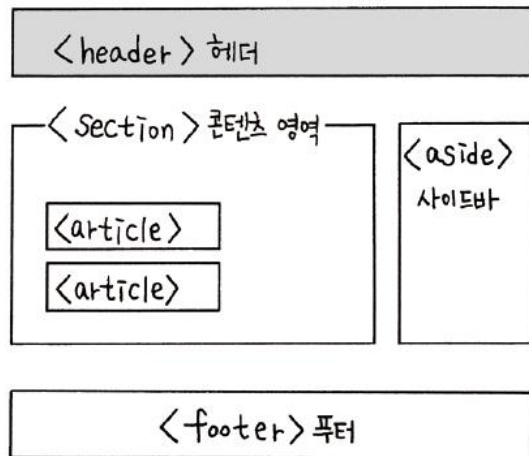 <header> 헤더
<section> 콘텐츠 영역
<article>
<article>
<aside>
사이드바
<footer> 푸터